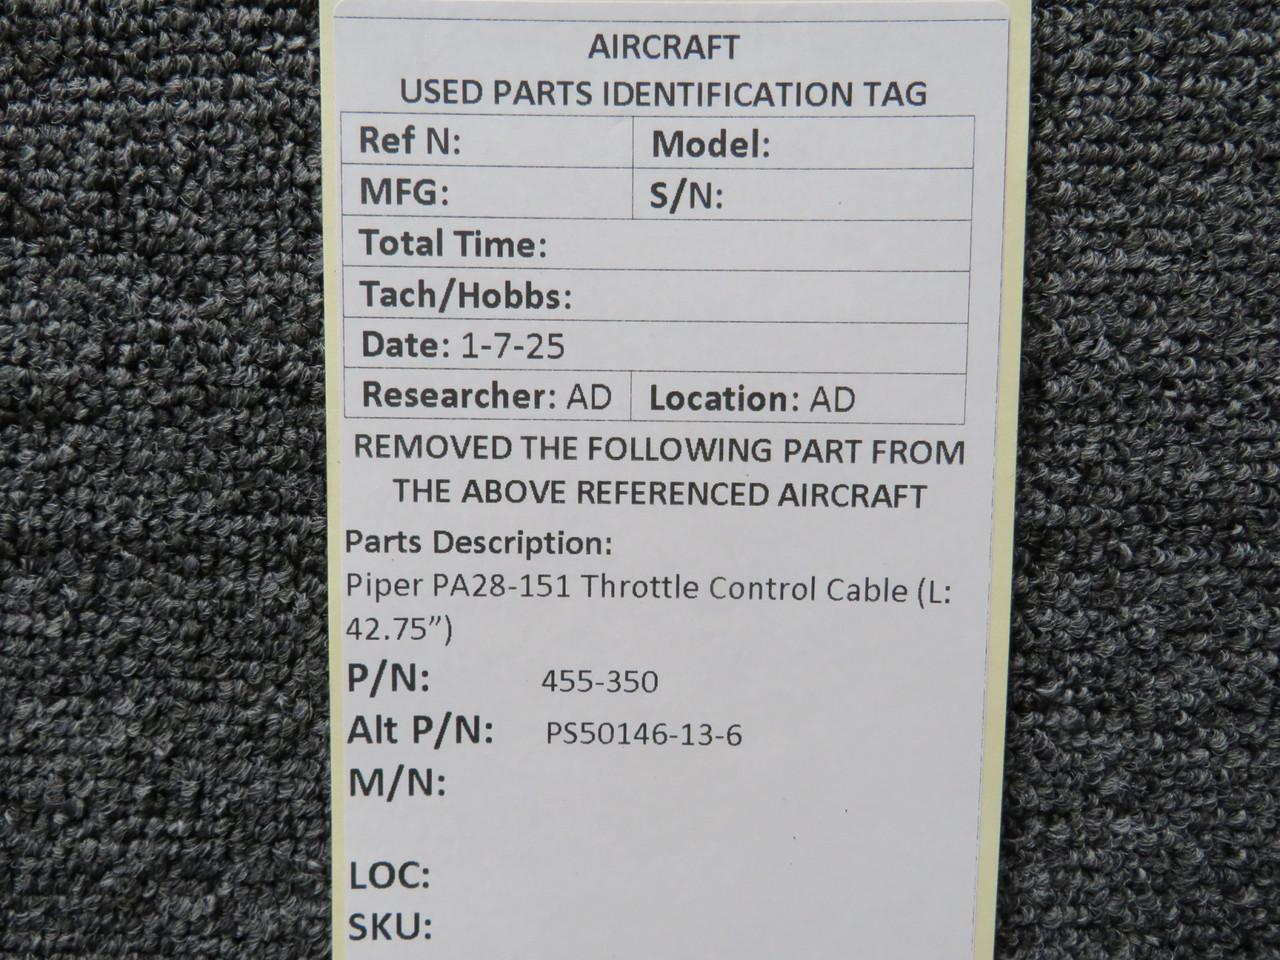 AIRCRAFT
USED PARTS IDENTIFICATION TAG
Ref N: Model:
MFG: S/N:
Total Time:
Tach/Hobbs:
Date: 1-7-25
Researcher: AD Location: AD
REMOVED THE FOLLOWING PART FROM
THE ABOVE REFERENCED AIRCRAFT
Parts Description:
Piper PA28-151 Throttle Control Cable (L:
42.75”)
P/N: 455-350
Alt P/N: PS50146-13-6
M/N:
LOC:
SKU: